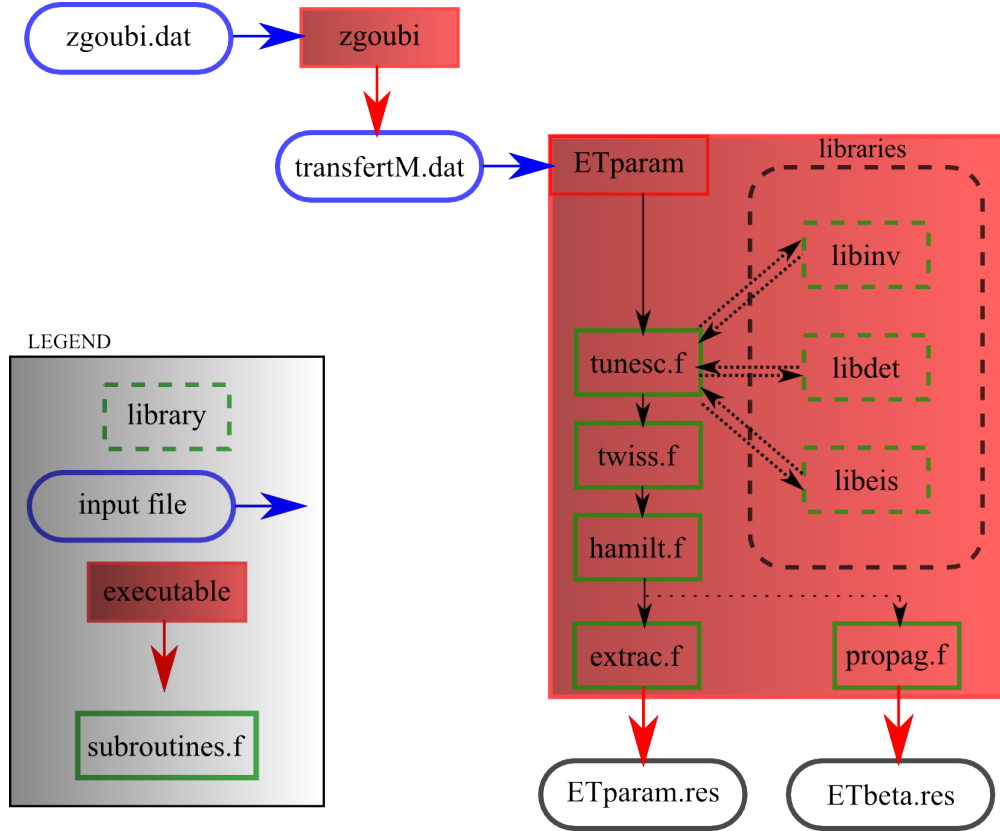 zgoubi.dat
zgoubi
transfertM.dat
ETparam
libraries
libinv
tunesc.f
libdet
twiss.f
libeis
hamilt.f
extrac.f
propag.f
ETparam.res
ETbeta.res
LEGEND
library
input file
executable
subroutines.f